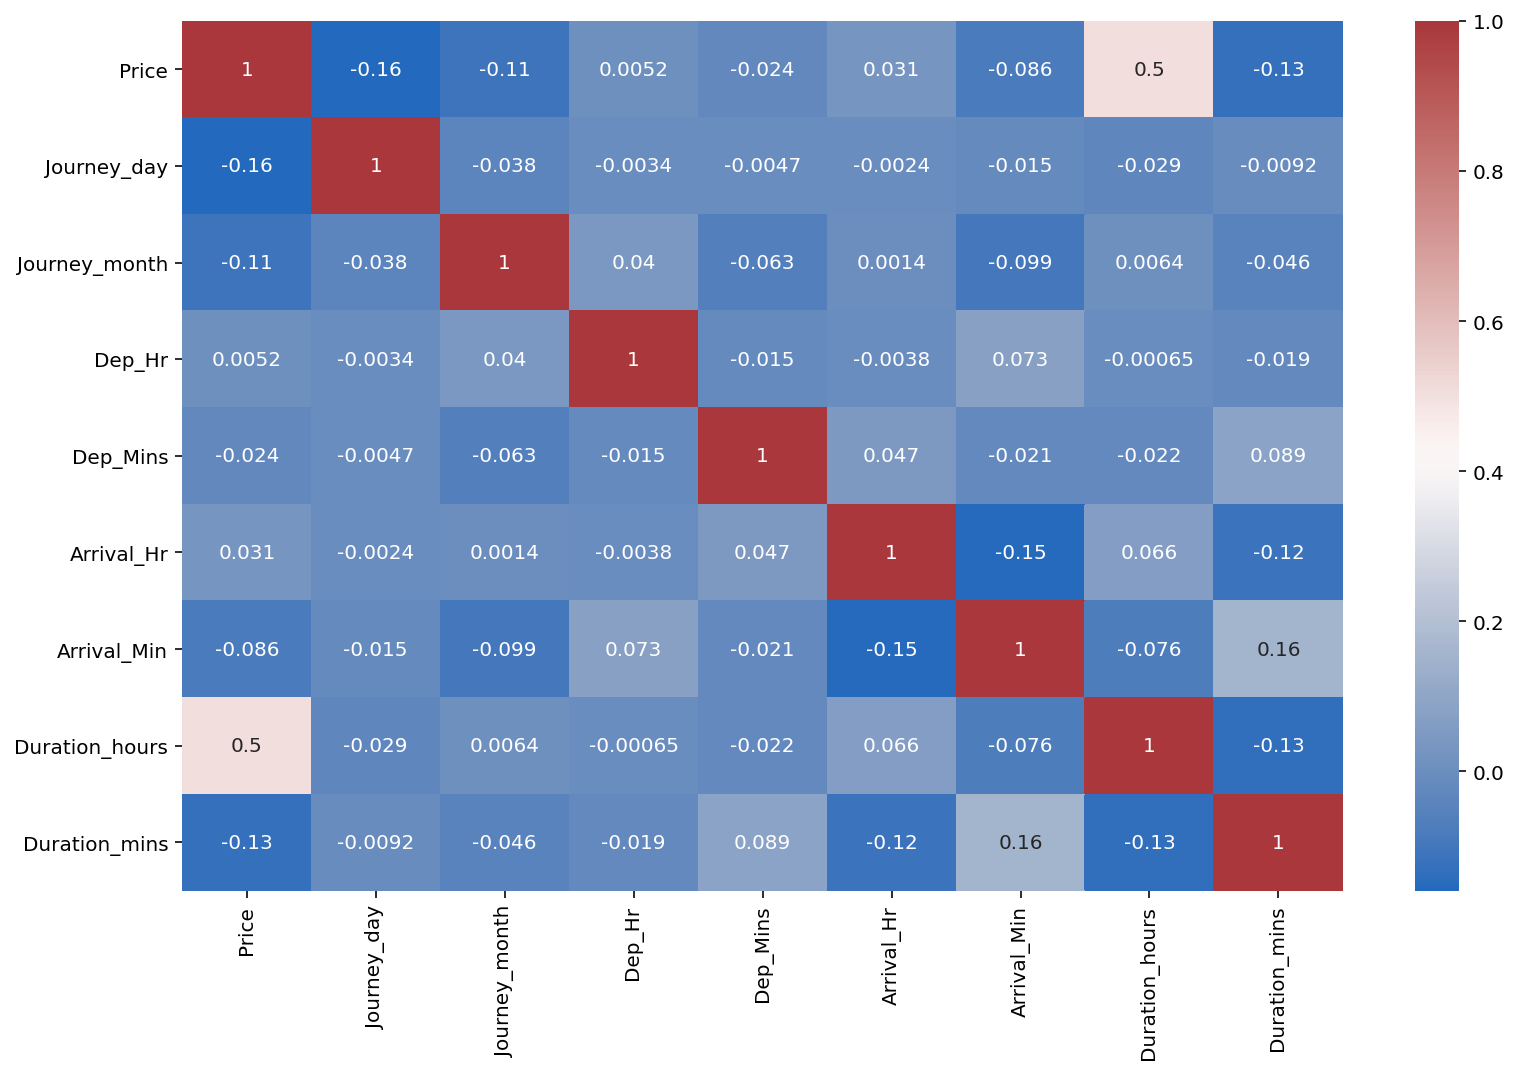 Price 1 -0.16 -0.11 0.0052 -0.024 0.031 -0.086 0.5 -0.13
Journey_day -0.16 1 -0.038 -0.0034 -0.0047 -0.0024 -0.015 -0.029 -0.0092
Journey_month -0.11 -0.038 1 0.04 -0.063 0.0014 -0.099 0.0064 -0.046
Dep_Hr 0.0052 -0.0034 0.04 1 -0.015 -0.0038 0.073 -0.00065 -0.019
Dep_Mins -0.024 -0.0047 -0.063 -0.015 1 0.047 -0.021 -0.022 0.089
Arrival_Hr 0.031 -0.0024 0.0014 -0.0038 0.047 1 -0.15 0.066 -0.12
Arrival_Min -0.086 -0.015 -0.099 0.073 -0.021 -0.15 1 -0.076 0.16
Duration_hours 0.5 -0.029 0.0064 -0.00065 -0.022 0.066 -0.076 1 -0.13
Duration_mins -0.13 -0.0092 -0.046 -0.019 0.089 -0.12 0.16 -0.13 1
Price
Journey_day
Journey_month
Dep_Hr
Dep_Mins
Arrival_Hr
Arrival_Min
Duration_hours
Duration_mins
1.0
0.8
0.6
0.4
0.2
0.0